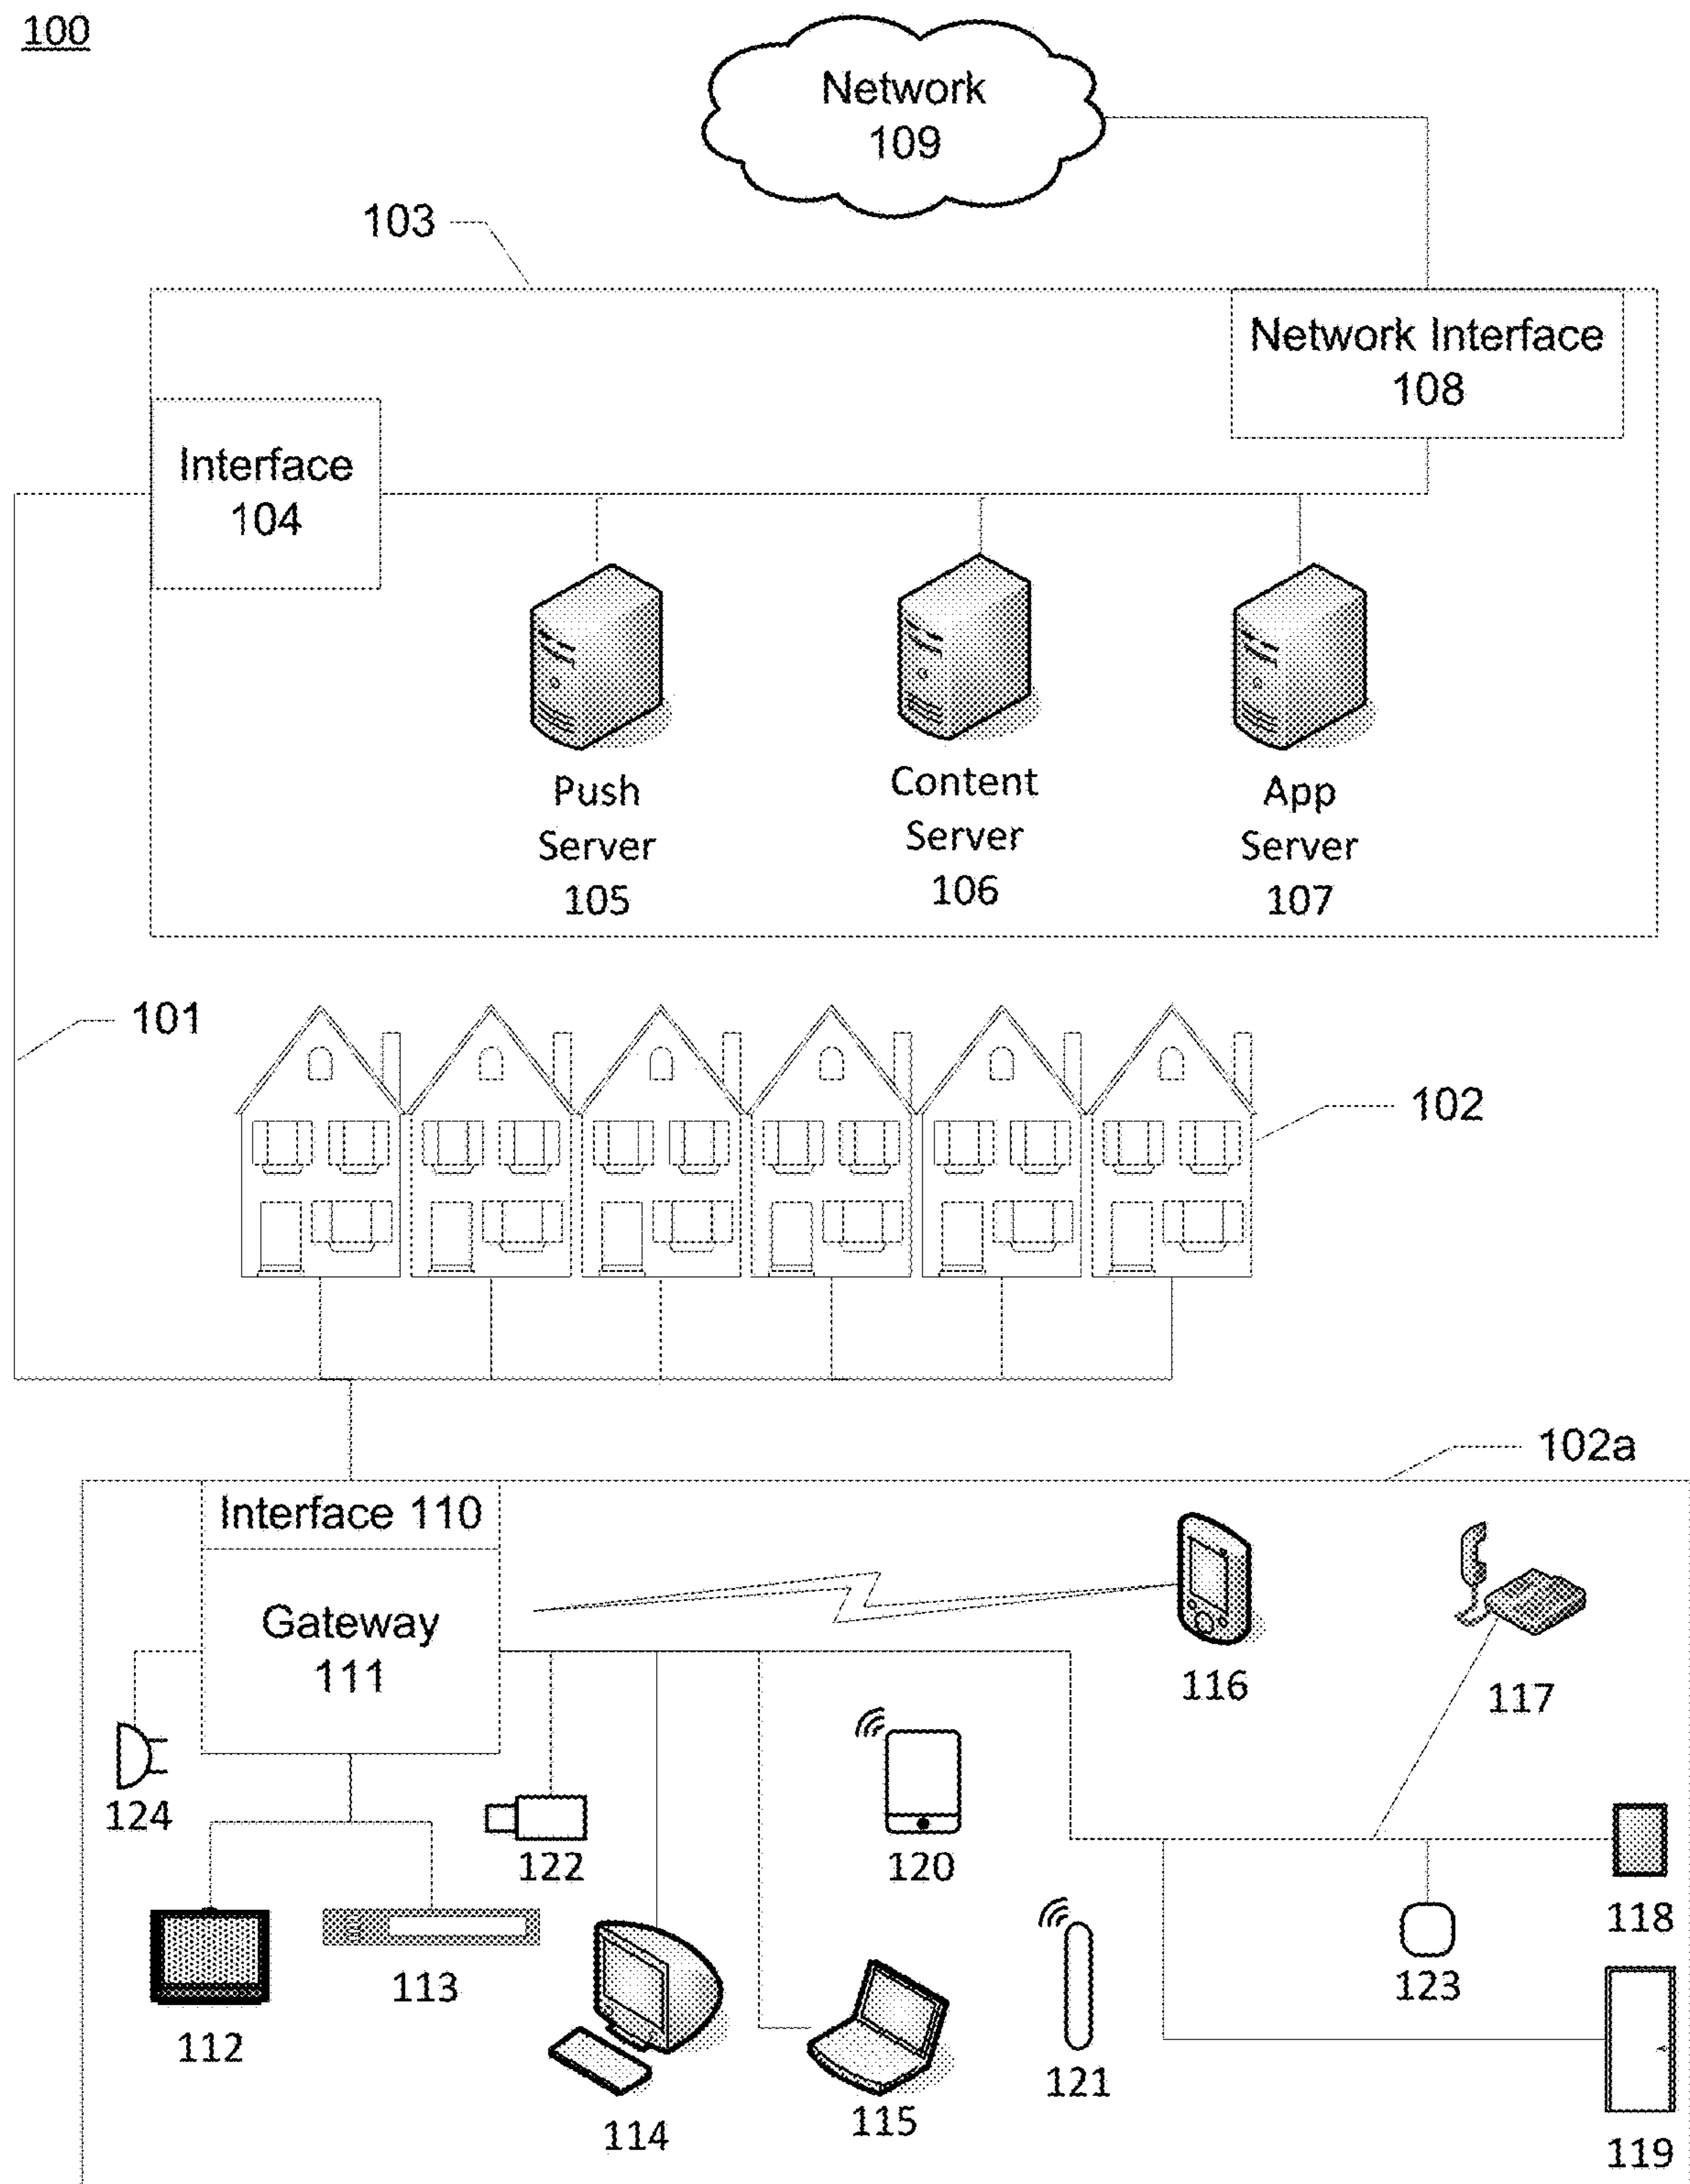 100
Network
109
103
Network Interface
108
Interface
104
Push
Server
105
Content
Server
106
App
Server
107
101
102
102a
Interface 110
Gateway
111
116
117
124
122
120
118
112
113
123
114
115
121
119